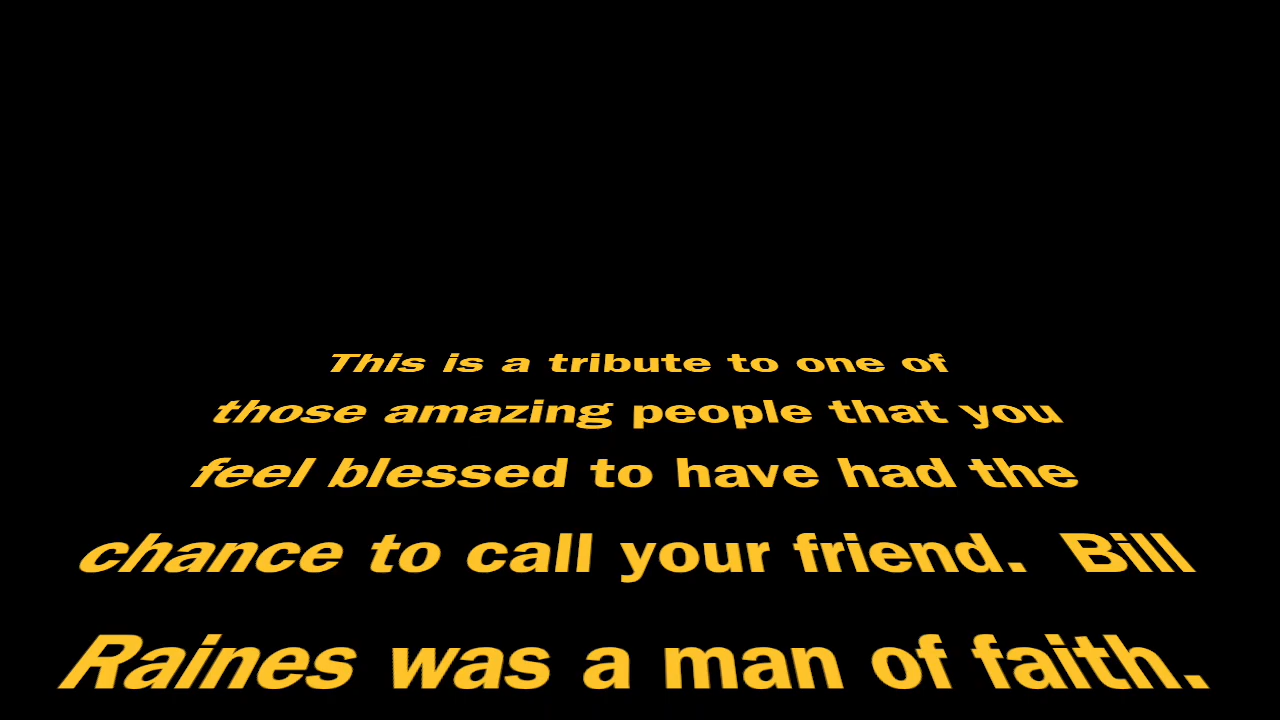 This is a tribute to one of
those amazing people that you
feel blessed to have had the
chance to call your friend.  Bill
Raines was a man of faith.